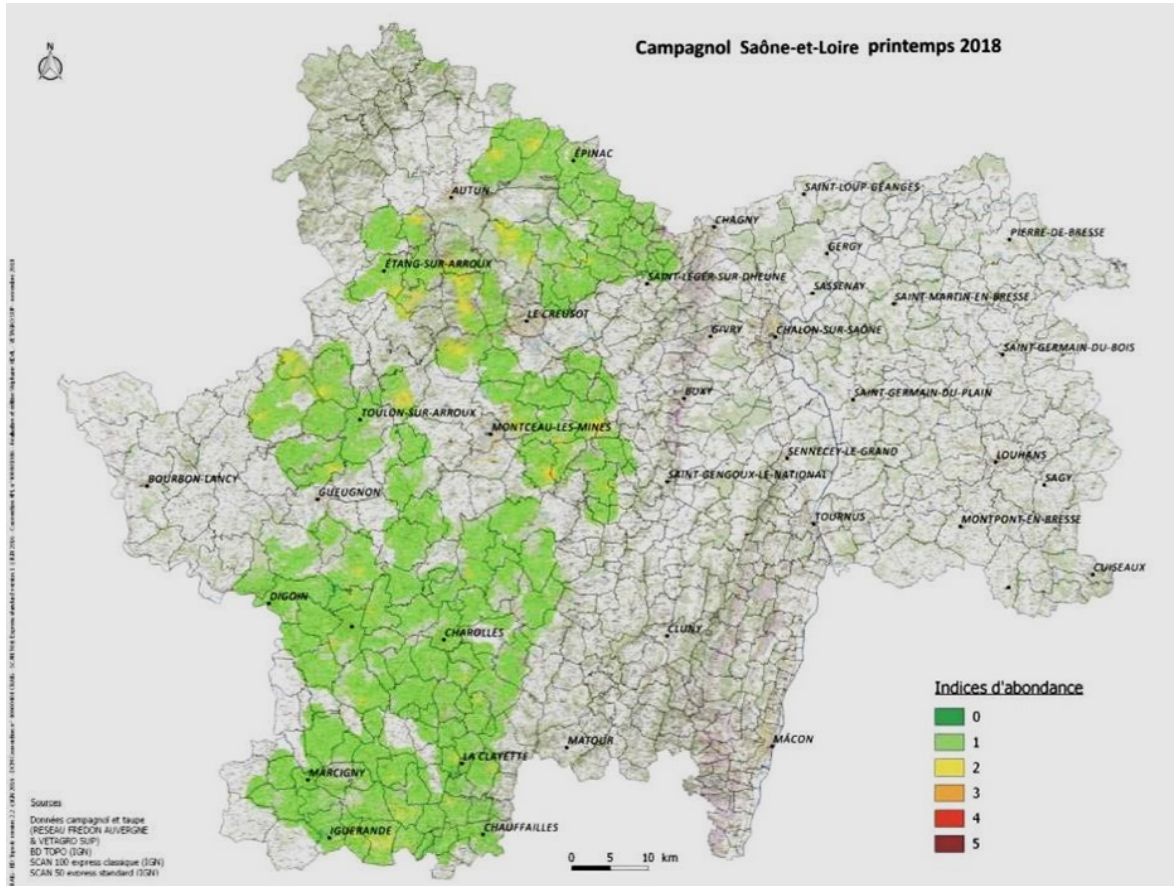 Campagnol Saône-et-Loire printemps 2018
N
ÉPINAC
AUTUN
SAINT-LOUP-GÉANGES
CHAGNY
PIERRE-DE-BRESSE
GERGY
ÉTANG-SUR-ARROUX
SAINT-LÉGER-SUR-DHEUNE
SASSENAY
SAINT-MARTIN-EN-BRESSE
LE CREUSOT
GIVRY
CHALON-SUR-SAÔNE
SAINT-GERMAIN-DU-BOIS
BUXY
SAINT-GERMAIN-DU-PLAIN
TOULON-SUR-ARROUX
MONTCEAU-LES-MINES
SENNECEY-LE-GRAND
LOUHANS
BOURBON-LANCY
SAINT-GENGOUX-LE-NATIONAL
SAGY
GUEUGNON
TOURNUS
MONTPONT-EN-BRESSE
CUISEAUX
DIGOIN
CHAROLLES
CLUNY
MATOUR
MÂCON
LA CLAYETTE
MARCIGNY
IGUERANDE
CHAUFFAILLES
Indices d'abondance
0
1
2
3
4
5
Sources
Données campagnol et taupe
(RESEAU FREDON AUVERGNE
& VETAGRO SUP)
BD TOPO (IGN)
SCAN 100 express classique (IGN)
SCAN 50 express standard (IGN)
0 5 10 km